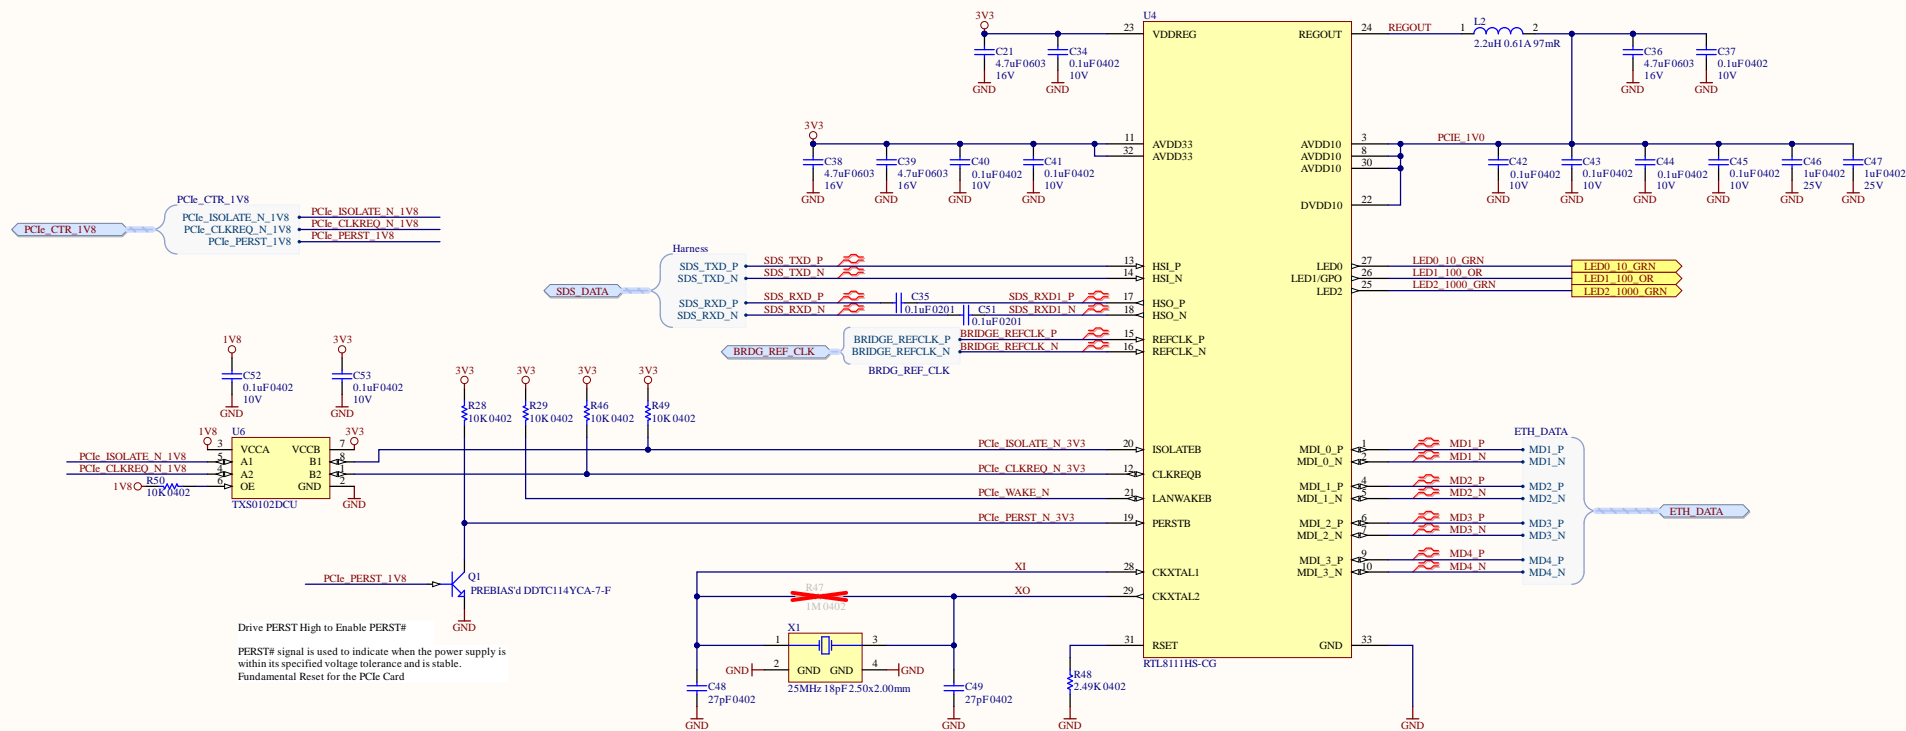 3V3
C21
4.7uF0603
16V
GND
C34
0.1uF0402
10V
GND
U4
23
VDDREG
REGOUT
24
REGOUT
1
L2
2
2.2uH 0.61A 97mR
C36
4.7uF0603
16V
GND
C37
0.1uF0402
10V
GND
3V3
11
AVDD33
32
AVDD33
C38
4.7uF0603
16V
GND
C39
4.7uF0603
16V
GND
C40
0.1uF0402
10V
GND
C41
0.1uF0402
10V
GND
AVDD10
3
AVDD10
8
AVDD10
30
DVDD10
22
PCIE_1V0
C42
0.1uF0402
10V
GND
C43
0.1uF0402
10V
GND
C44
0.1uF0402
10V
GND
C45
0.1uF0402
10V
GND
C46
1uF0402
25V
GND
C47
1uF0402
25V
GND
PCIe_CTR_1V8
PCIe_CTR_1V8
PCIe_ISOLATE_N_1V8
PCIe_ISOLATE_N_1V8
PCIe_CLKREQ_N_1V8
PCIe_CLKREQ_N_1V8
PCIe_PERST_1V8
PCIe_PERST_1V8
Harness
SDS_DATA
SDS_TXD_P
SDS_TXD_P
13
HSI_P
SDS_TXD_N
SDS_TXD_N
14
HSI_N
SDS_RXD_P
SDS_RXD_P
C35
0.1uF0201
SDS_RXD1_P
17
HSO_P
SDS_RXD_N
SDS_RXD_N
C51
0.1uF0201
SDS_RXD1_N
18
HSO_N
BRDG_REF_CLK
BRIDGE_REFCLK_P
BRIDGE_REFCLK_P
15
REFCLK_P
BRIDGE_REFCLK_N
BRIDGE_REFCLK_N
16
REFCLK_N
BRDG_REF_CLK
LED0
27
LED0_10_GRN
LED0_10_GRN
LED1/GPO
26
LED1_100_OR
LED1_100_OR
LED2
25
LED2_1000_GRN
LED2_1000_GRN
1V8
C52
0.1uF0402
10V
GND
3V3
C53
0.1uF0402
10V
GND
3V3
R28
10K0402
3V3
R29
10K0402
3V3
R46
10K0402
3V3
R49
10K0402
U6
1V8
3
VCCA
VCCB
7
3V3
PCIe_ISOLATE_N_1V8
5
A1
B1
8
PCIe_CLKREQ_N_1V8
4
A2
B2
1
1V8
R50
10K0402
6
OE
GND
2
GND
TXS0102DCU
PCIe_ISOLATE_N_3V3
20
ISOLATEB
PCIe_CLKREQ_N_3V3
12
CLKREQB
PCIe_WAKE_N
21
LANWAKEB
PCIe_PERST_N_3V3
19
PERSTB
ETH_DATA
MDI_0_P
1
MD1_P
MD1_P
MDI_0_N
2
MD1_N
MD1_N
MDI_1_P
4
MD2_P
MD2_P
MDI_1_N
5
MD2_N
MD2_N
MDI_2_P
6
MD3_P
MD3_P
MDI_2_N
7
MD3_N
MD3_N
MDI_3_P
9
MD4_P
MD4_P
MDI_3_N
10
MD4_N
MD4_N
ETH_DATA
PCIe_PERST_1V8
Q1
PREBIAS'd DDTC114YCA-7-F
GND
XI
28
CKXTAL1
R47
1M0402
XO
29
CKXTAL2
Drive PERST High to Enable PERST#
PERST# signal is used to indicate when the power supply is
within its specified voltage tolerance and is stable.
Fundamental Reset for the PCIe Card
X1
1
3
GND
2
GND
GND
4
GND
25MHz 18pF 2.50x2.00mm
C48
27pF0402
GND
C49
27pF0402
GND
31
RSET
R48
2.49K0402
GND
GND
33
GND
RTL8111HS-CG